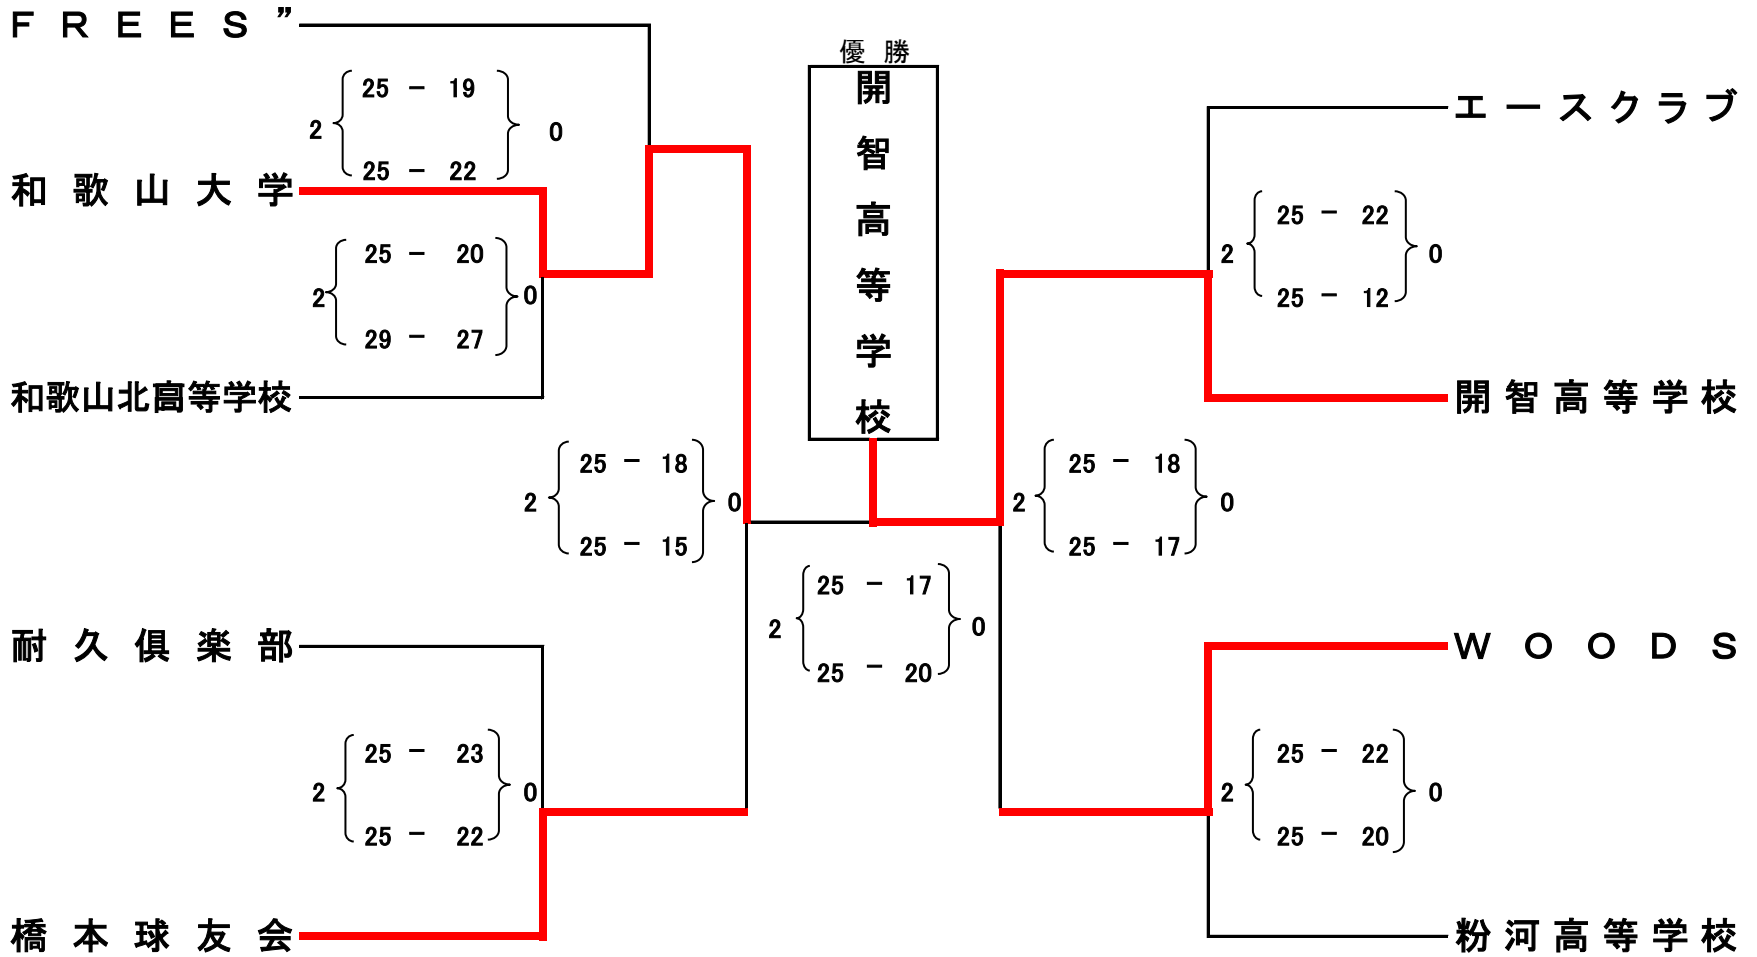 ＦＲＥＥＳ”
25 － 19
2 0
25 － 22
和歌山大学
25 － 20
2 0
29 － 27
和歌山北高等学校
25 － 18
2 0
25 － 15
耐久倶楽部
25 － 23
2 0
25 － 22
橋本球友会
優勝
開智高等学校
25 － 17
2 0
25 － 20
エースクラブ
25 － 22
2 0
25 － 12
開智高等学校
25 － 18
2 0
25 － 17
ＷＯＯＤＳ
25 － 22
2 0
25 － 20
粉河高等学校